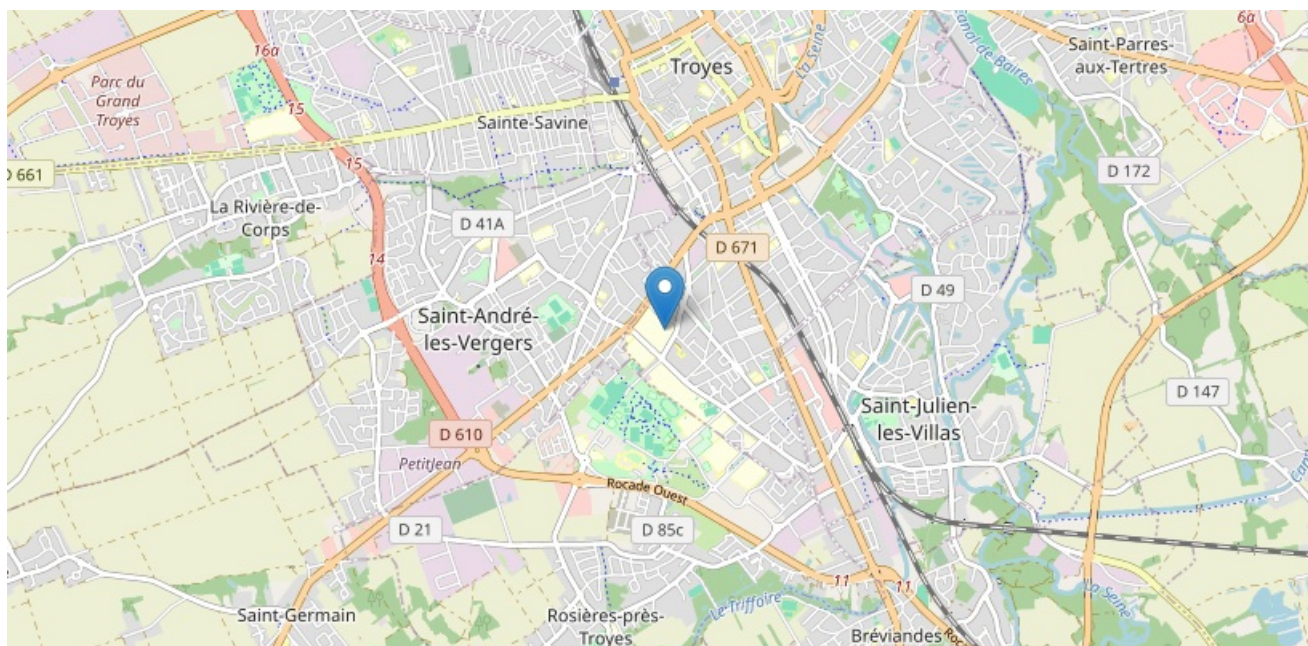 6a
16a
Canal de Baires
La Seine
Saint-Parres-
aux-Tertres
Troyes
Parc du
Grand
Troyes
15
Sainte-Savine
15
D 661
D 172
La Rivière-de-
Corps
D 41A
D 671
14
D 49
Saint-André-
les-Vergers
D 147
Saint-Julien-
les-Villas
D 610
PetitJean
Rocade Ouest
D 21
D 85c
11
11
La Seine
Le Triffoire
Saint-Germain
Rosières-près-
Troyes
Bréviandes